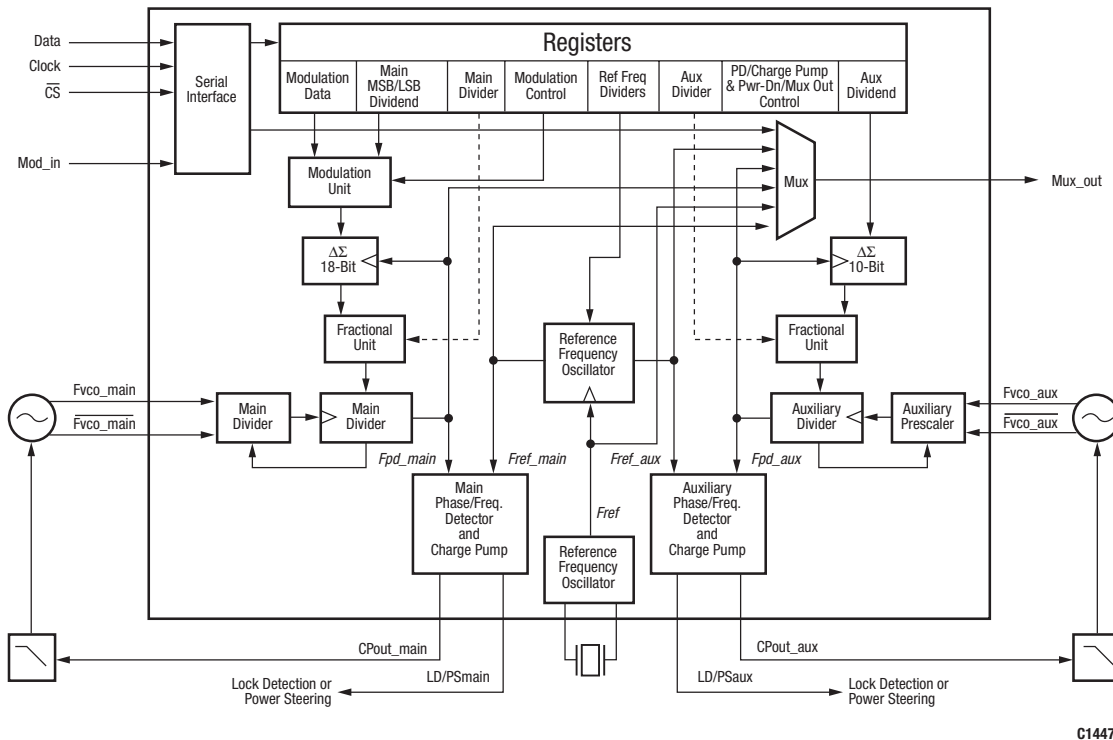 Registers
Data
Clock
CS
Mod_in
Serial
Interface
Modulation
Data
Main
MSB/LSB
Dividend
Main
Divider
Modulation
Control
Ref Freq
Dividers
Aux
Divider
PD/Charge Pump
& Pwr-Dn/Mux Out
Control
Aux
Dividend
Modulation
Unit
Mux
Mux_out
ΔΣ
18-Bit
ΔΣ
10-Bit
Fractional
Unit
Reference
Frequency
Oscillator
Fractional
Unit
Fvco_main
Fvco_main
Main
Divider
Main
Divider
Auxiliary
Divider
Auxiliary
Prescaler
Fvco_aux
Fvco_aux
Fpd_main
Fref_main
Fref_aux
Fpd_aux
Main
Phase/Freq.
Detector
and
Charge Pump
Fref
Reference
Frequency
Oscillator
Auxiliary
Phase/Freq.
Detector
and
Charge Pump
CPout_main
CPout_aux
LD/PSmain
LD/PSaux
Lock Detection or
Power Steering
Lock Detection or
Power Steering
C1447